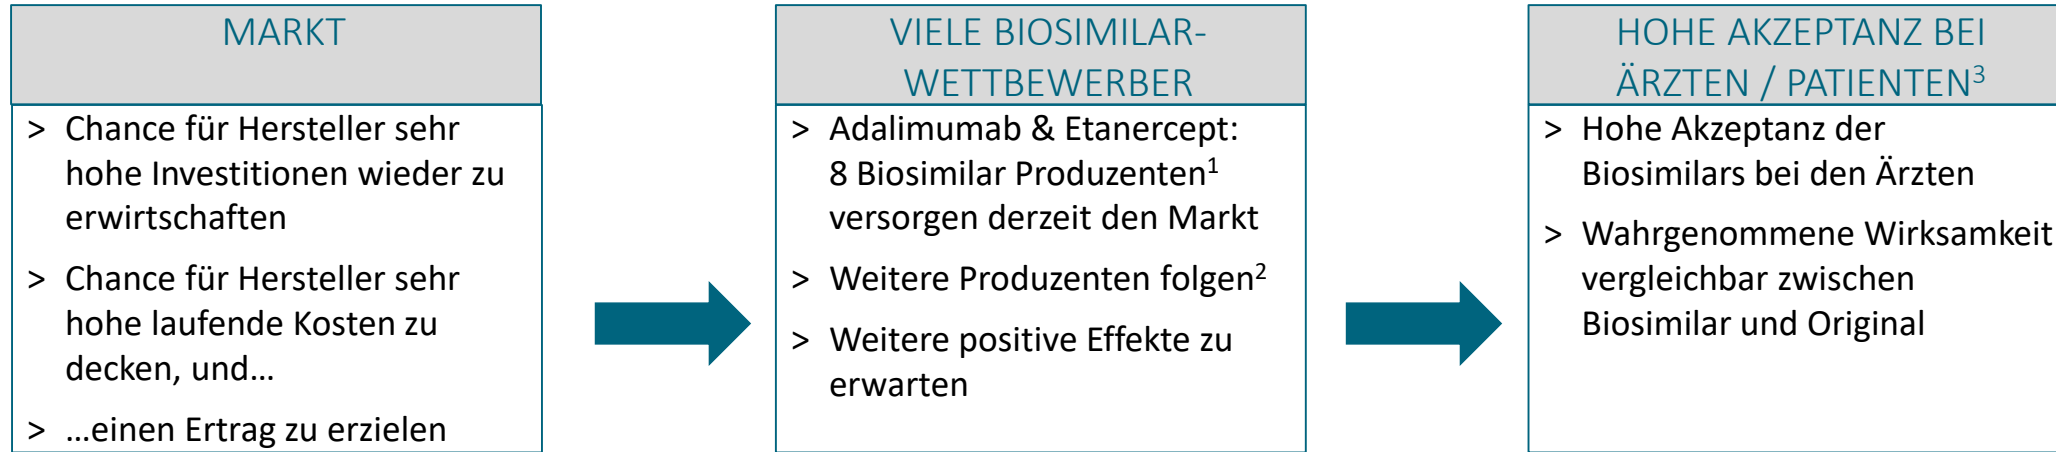 MARKT
> Chance für Hersteller sehr
hohe Investitionen wieder zu
erwirtschaften
> Chance für Hersteller sehr
hohe laufende Kosten zu
decken, und…
> …einen Ertrag zu erzielen
VIELE BIOSIMILAR-
WETTBEWERBER
> Adalimumab & Etanercept:
8 Biosimilar Produzenten¹
versorgen derzeit den Markt
> Weitere Produzenten folgen²
> Weitere positive Effekte zu
erwarten
HOHE AKZEPTANZ BEI
ÄRZTEN / PATIENTEN³
> Hohe Akzeptanz der
Biosimilars bei den Ärzten
> Wahrgenommene Wirksamkeit
vergleichbar zwischen
Biosimilar und Original